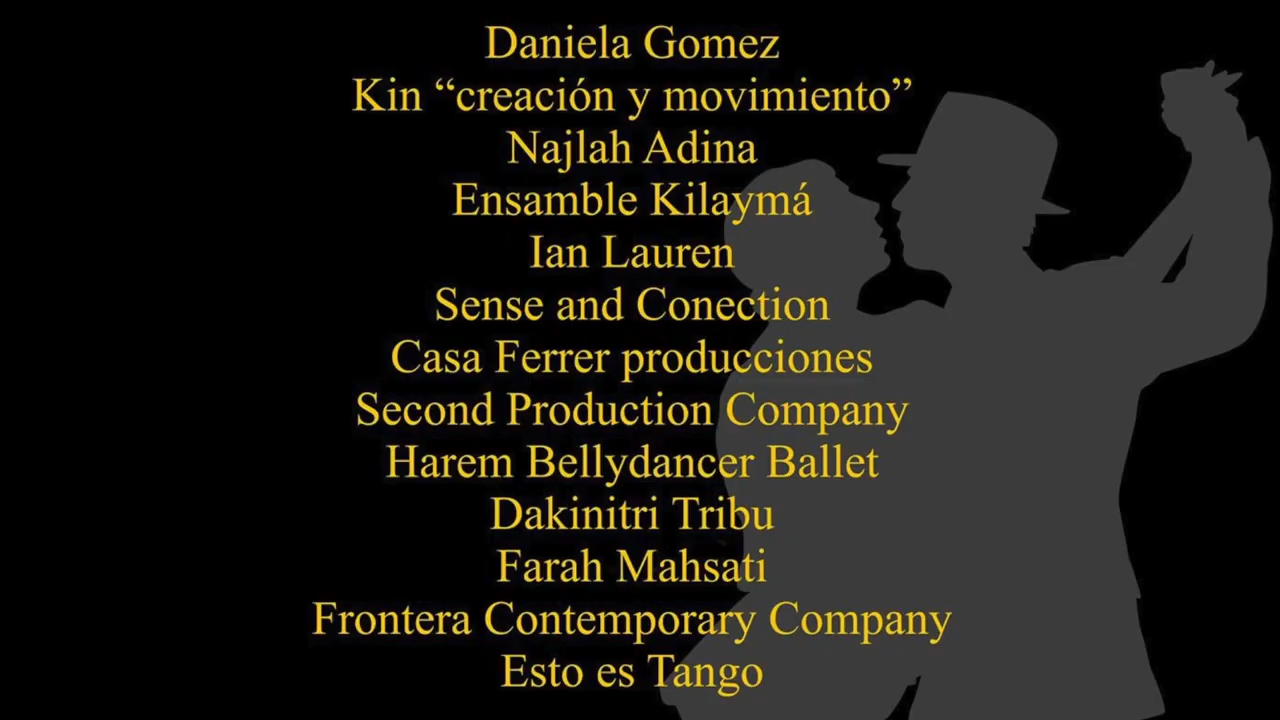 Daniela Gomez
Kin “creación y movimiento”
Najlah Adina
Ensamble Kilaymá
Ian Lauren
Sense and Conection
Casa Ferrer producciones
Second Production Company
Harem Bellydancer Ballet
Dakinitri Tribu
Farah Mahsati
Frontera Contemporary Company
Esto es Tango